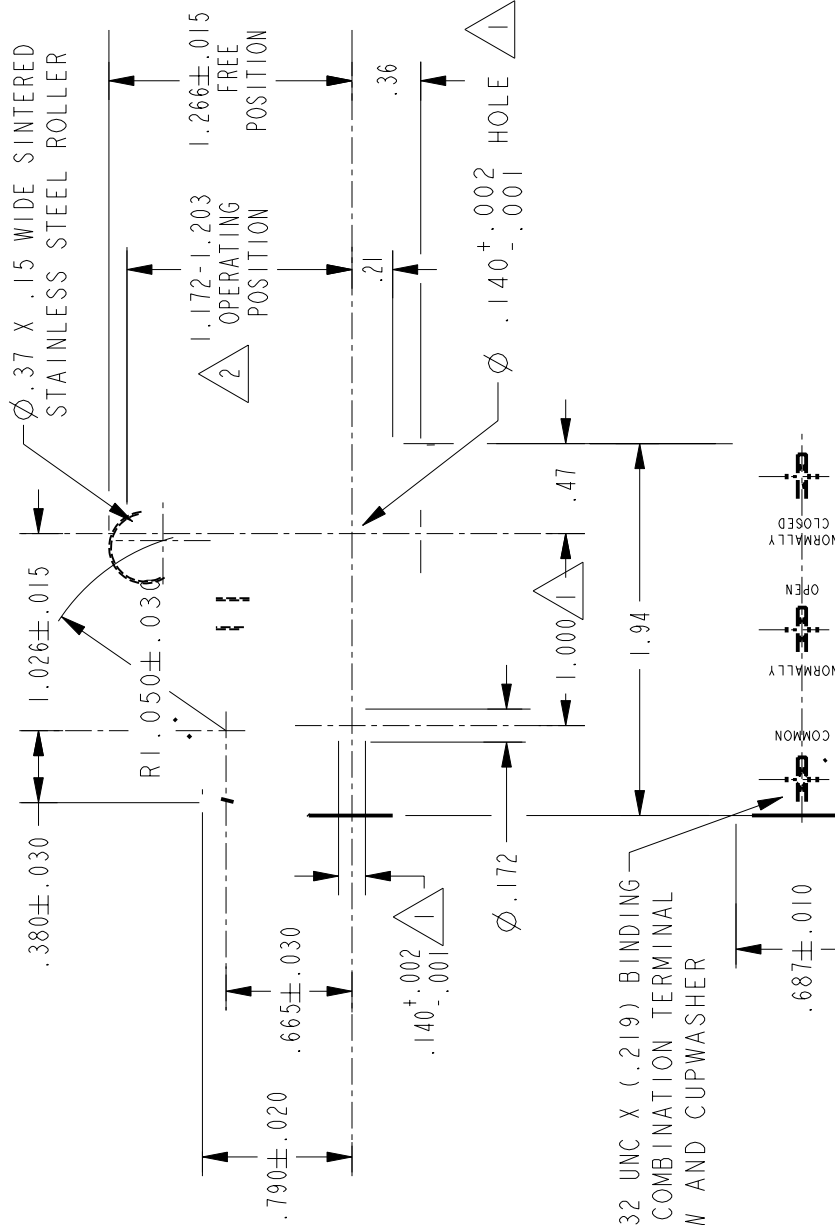 Ø.37 X .15 WIDE SINTERED
STAINLESS STEEL ROLLER
1.026±.015
.380±.030
R1.050±.030
1.266±.015
FREE
POSITION
1.172-1.203
OPERATING
POSITION
2
.36
.21
Ø .140 +.002 -.001 HOLE 1
.47
1.000 1
1.94
Ø.172
.140 +.002 -.001 1
.665±.030
.790±.020
32 UNC X (.219) BINDING
COMBINATION TERMINAL
AND CUPWASHER
.687±.010
COMMON
NORMALLY
OPEN
NORMALLY
CLOSED